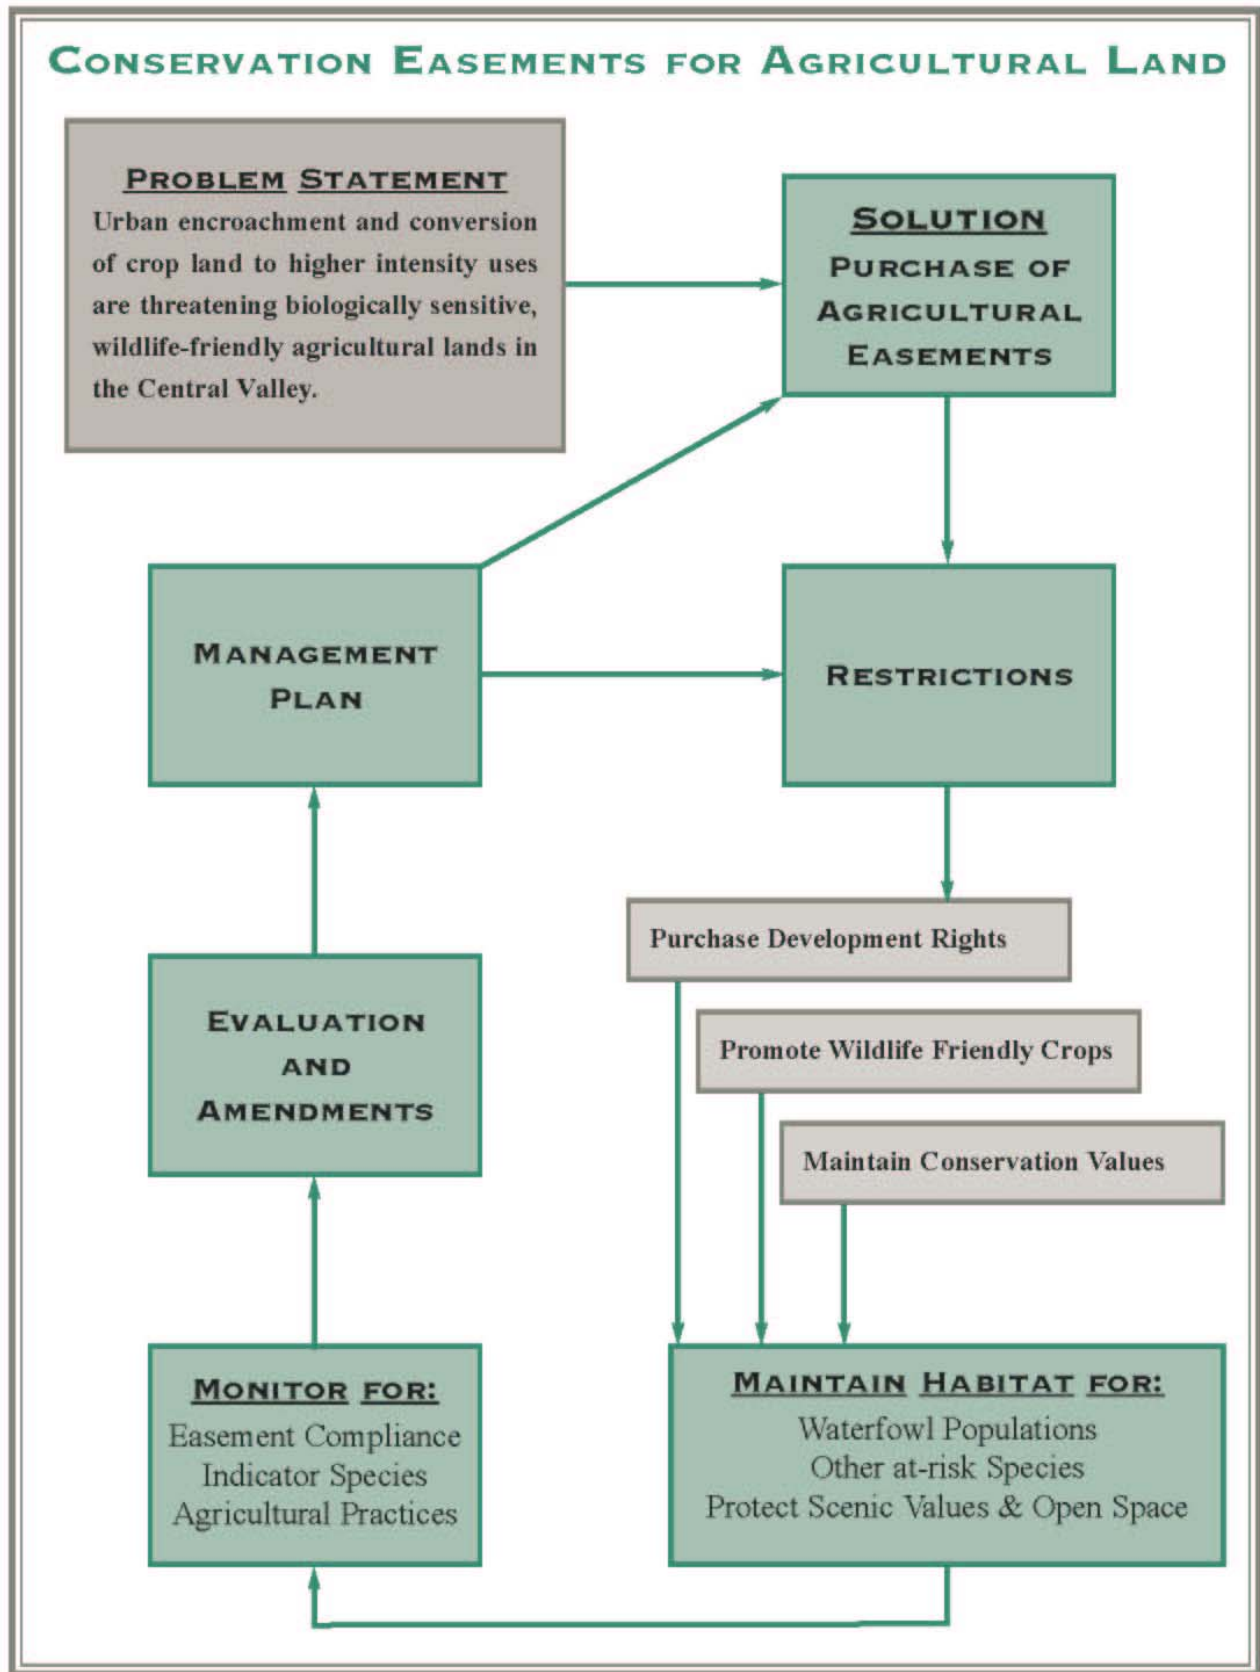 CONSERVATION EASEMENTS FOR AGRICULTURAL LAND
PROBLEM STATEMENT
Urban encroachment and conversion
of crop land to higher intensity uses
are threatening biologically sensitive,
wildlife-friendly agricultural lands in
the Central Valley.
SOLUTION
PURCHASE OF
AGRICULTURAL
EASEMENTS
MANAGEMENT
PLAN
RESTRICTIONS
Purchase Development Rights
Promote Wildlife Friendly Crops
Maintain Conservation Values
EVALUATION
AND
AMENDMENTS
MONITOR FOR:
Easement Compliance
Indicator Species
Agricultural Practices
MAINTAIN HABITAT FOR:
Waterfowl Populations
Other at-risk Species
Protect Scenic Values & Open Space